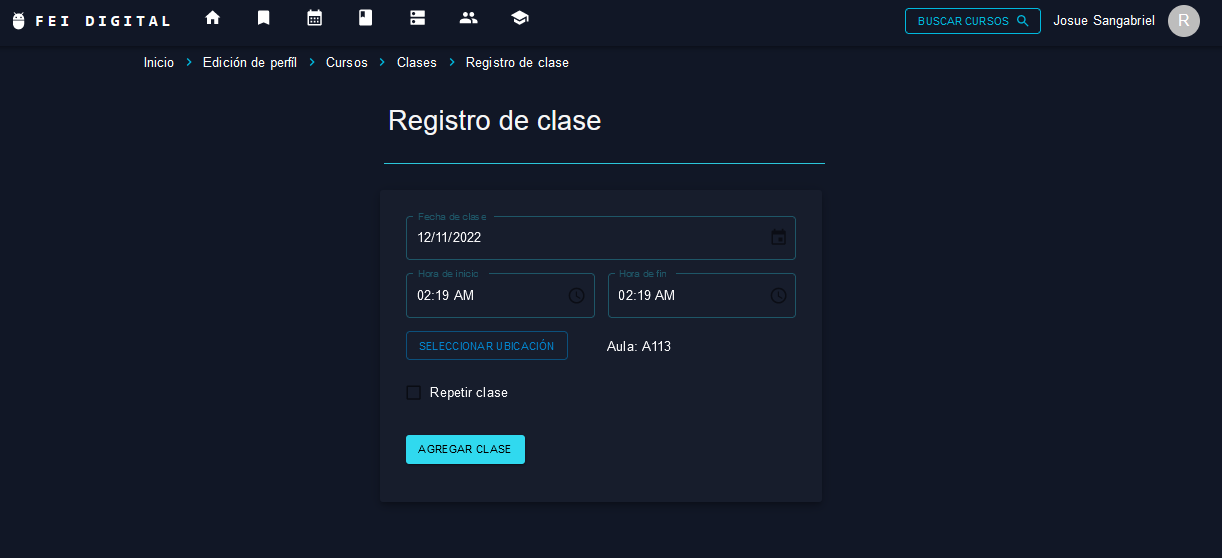 FEI DIGITAL BUSCAR CURSOS Josue Sangabriel R
Inicio > Edición de perfil > Cursos > Clases > Registro de clase
Registro de clase
Fecha de clase
12/11/2022
Hora de inicio Hora de fin
02:19 AM 02:19 AM
SELECCIONAR UBICACIÓN Aula: A113
Repetir clase
AGREGAR CLASE